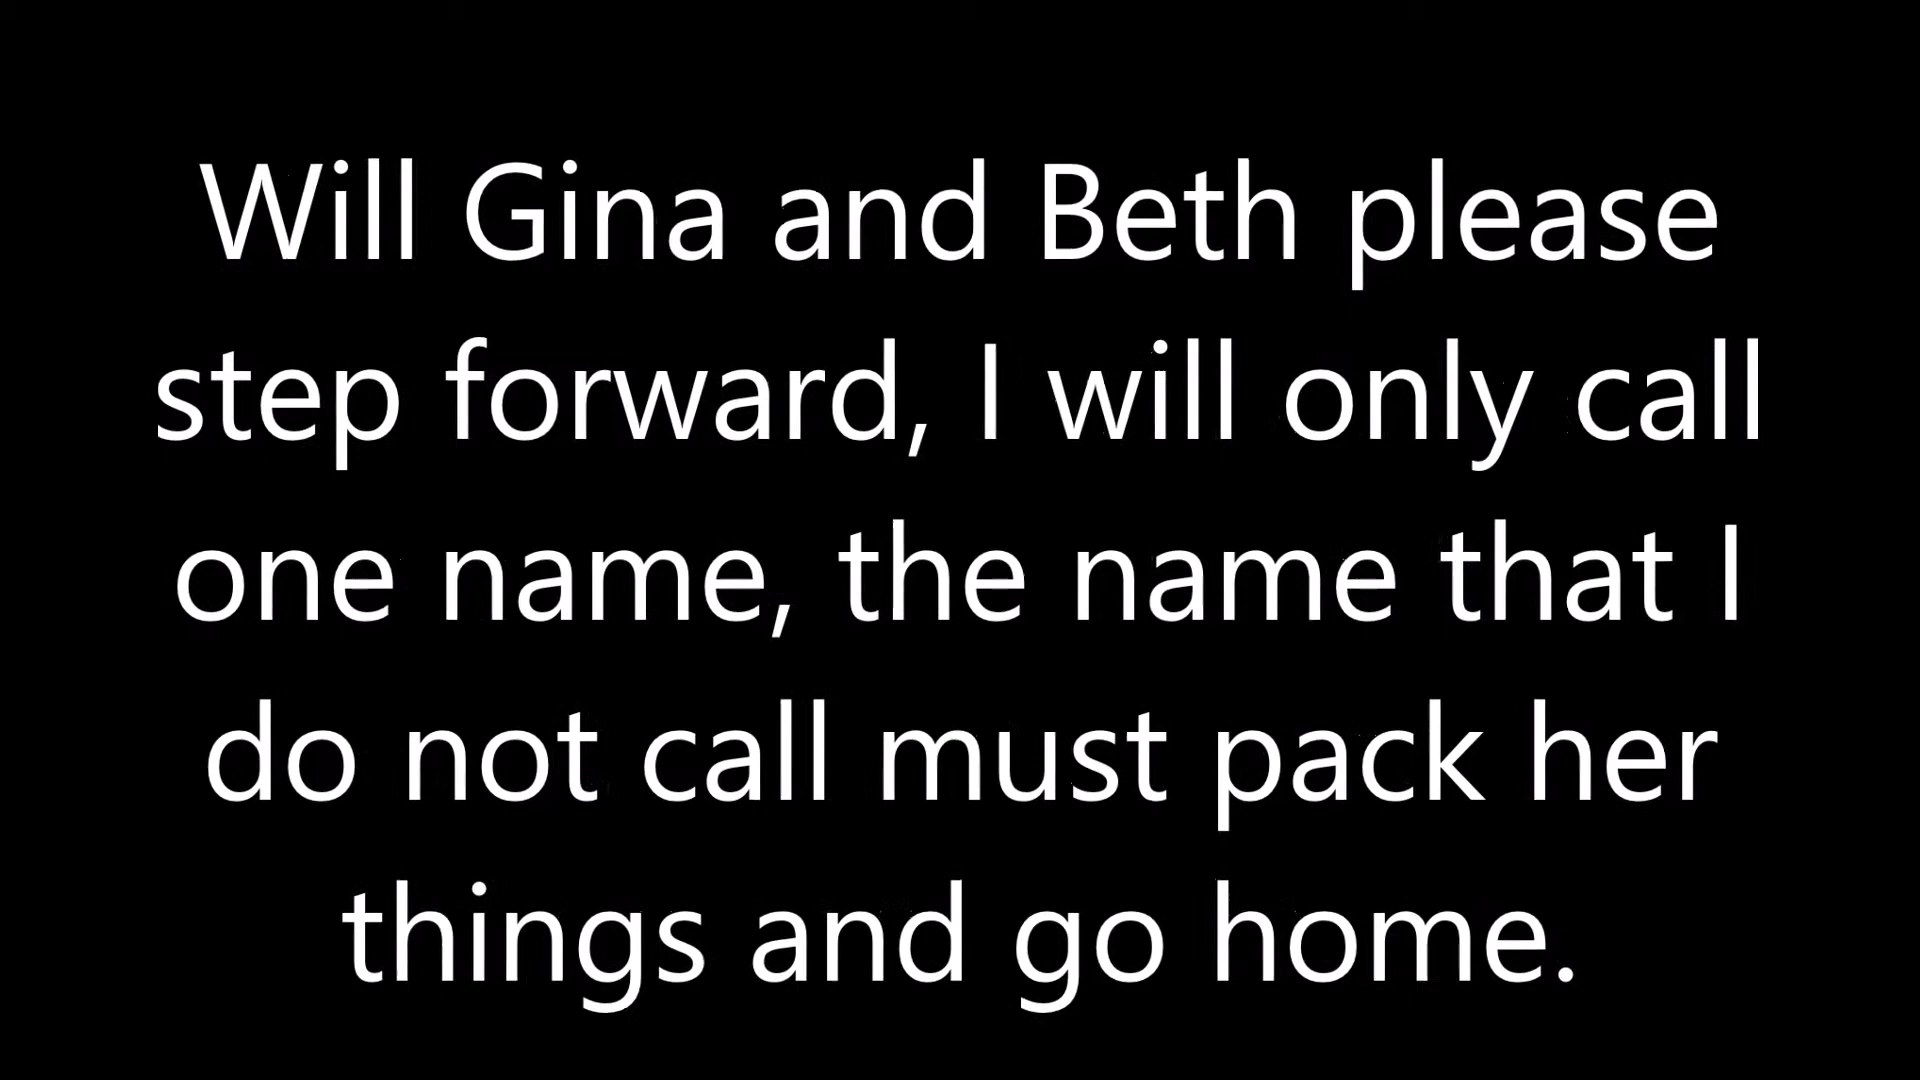 Will Gina and Beth please
step forward, I will only call
one name, the name that I
do not call must pack her
things and go home.